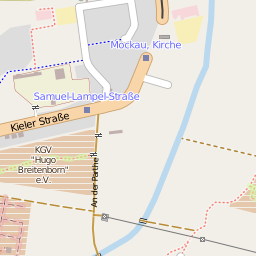 Mockau, Kirche
Samuel-Lampel-Straße
Kieler Straße
KGV
"Hugo
Breitenborn"
e.V.
An der Parthe